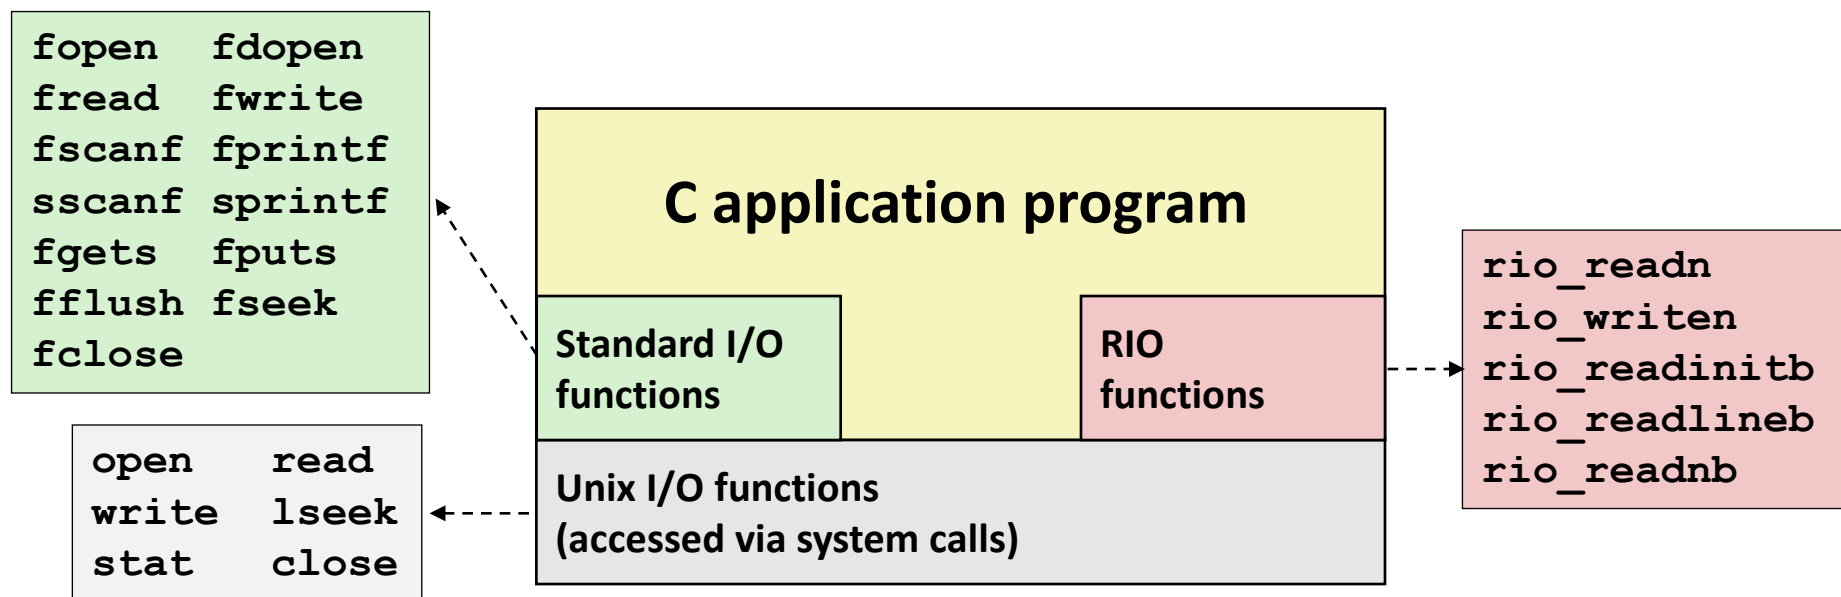 fopen fdopen
fread fwrite
fscanf fprintf
sscanf sprintf
fgets fputs
fflush fseek
fclose
C application program
Standard I/O
functions
RIO
functions
rio_readn
rio_writen
rio_readinitb
rio_readlineb
rio_readnb
open read
write lseek
stat close
Unix I/O functions
(accessed via system calls)